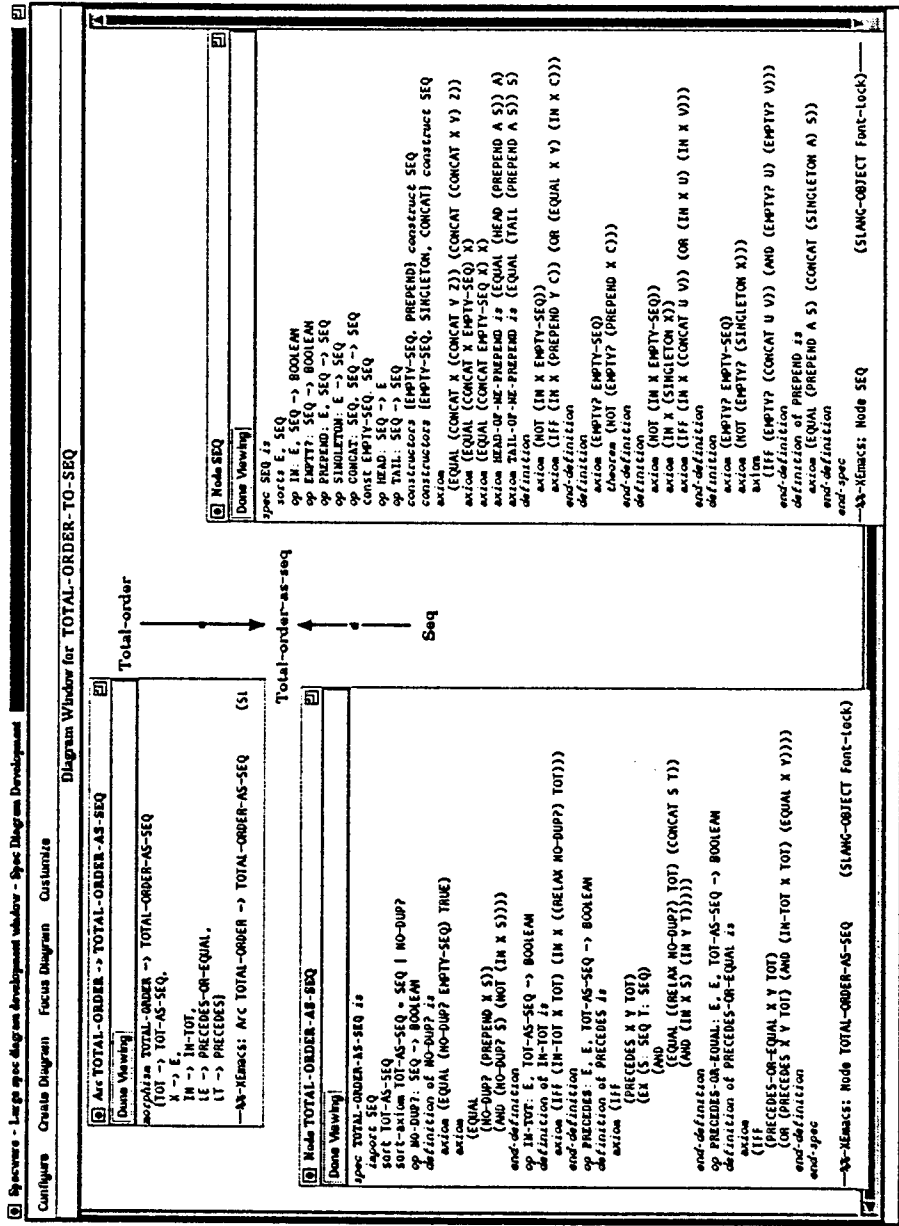 Specware - Large spec diagram development window - Spec Diagram Development
Configure Create Diagram Focus Diagram Customize
Diagram Window for TOTAL-ORDER-TO-SEQ
Arc TOTAL-ORDER -> TOTAL-ORDER-AS-SEQ
Done Viewing
morphism TOTAL-ORDER -> TOTAL-ORDER-AS-SEQ
(TOT -> TOT-AS-SEQ,
X -> E,
IN -> IN-TOT,
LE -> PRECEDES-OR-EQUAL,
LT -> PRECEDES)
--%%-XEmacs: Arc TOTAL-ORDER -> TOTAL-ORDER-AS-SEQ (SL
Total-order
Total-order-as-seq
Seq
Node TOTAL-ORDER-AS-SEQ
Done Viewing
spec TOTAL-ORDER-AS-SEQ is
import SEQ
sort TOT-AS-SEQ
sort-axiom TOT-AS-SEQ = SEQ | NO-DUP?
op NO-DUP?: SEQ -> BOOLEAN
definition of NO-DUP? is
axiom (EQUAL (NO-DUP? EMPTY-SEQ) TRUE)
axiom
(EQUAL
(NO-DUP? (PREPEND X S))
(AND (NO-DUP? S) (NOT (IN X S))))
end-definition
op IN-TOT: E, TOT-AS-SEQ -> BOOLEAN
definition of IN-TOT is
axiom (IFF (IN-TOT X TOT) (IN X ((RELAX NO-DUP?) TOT)))
end-definition
op PRECEDES: E, E, TOT-AS-SEQ -> BOOLEAN
definition of PRECEDES is
axiom (IFF
(PRECEDES X Y TOT)
(EX (S: SEQ T: SEQ)
(AND
(EQUAL ((RELAX NO-DUP?) TOT) (CONCAT S T))
(AND (IN X S) (IN Y T)))))
end-definition
op PRECEDES-OR-EQUAL: E, E, TOT-AS-SEQ -> BOOLEAN
definition of PRECEDES-OR-EQUAL is
axiom
(IFF
(PRECEDES-OR-EQUAL X Y TOT)
(OR (PRECEDES X Y TOT) (AND (IN-TOT X TOT) (EQUAL X Y))))
end-definition
end-spec
--%%-XEmacs: Node TOTAL-ORDER-AS-SEQ (SLANG-OBJECT Font-Lock)
Node SEQ
Done Viewing
spec SEQ is
sorts E, SEQ
op IN: E, SEQ -> BOOLEAN
op EMPTY?: SEQ -> BOOLEAN
op PREPEND: E, SEQ -> SEQ
op SINGLETON: E -> SEQ
op CONCAT: SEQ, SEQ -> SEQ
const EMPTY-SEQ: SEQ
op HEAD: SEQ -> E
op TAIL: SEQ -> SEQ
constructors {EMPTY-SEQ, PREPEND} construct SEQ
constructors {EMPTY-SEQ, SINGLETON, CONCAT} construct SEQ
axiom
(EQUAL (CONCAT X (CONCAT Y Z)) (CONCAT (CONCAT X Y) Z))
axiom (EQUAL (CONCAT X EMPTY-SEQ) X)
axiom (EQUAL (CONCAT EMPTY-SEQ X) X)
axiom HEAD-OF-NE-PREPEND is (EQUAL (HEAD (PREPEND A S)) A)
axiom TAIL-OF-NE-PREPEND is (EQUAL (TAIL (PREPEND A S)) S)
definition
axiom (NOT (IN X EMPTY-SEQ))
axiom (IFF (IN X (PREPEND Y C)) (OR (EQUAL X Y) (IN X C)))
end-definition
definition
axiom (EMPTY? EMPTY-SEQ)
theorem (NOT (EMPTY? (PREPEND X C)))
end-definition
definition
axiom (NOT (IN X EMPTY-SEQ))
axiom (IN X (SINGLETON X))
axiom (IFF (IN X (CONCAT U V)) (OR (IN X U) (IN X V)))
end-definition
definition
axiom (EMPTY? EMPTY-SEQ)
axiom (NOT (EMPTY? (SINGLETON X)))
axiom
(IFF (EMPTY? (CONCAT U V)) (AND (EMPTY? U) (EMPTY? V)))
end-definition
definition of PREPEND is
axiom (EQUAL (PREPEND A S) (CONCAT (SINGLETON A) S))
end-definition
end-spec
--%%-XEmacs: Node SEQ (SLANG-OBJECT Font-Lock)